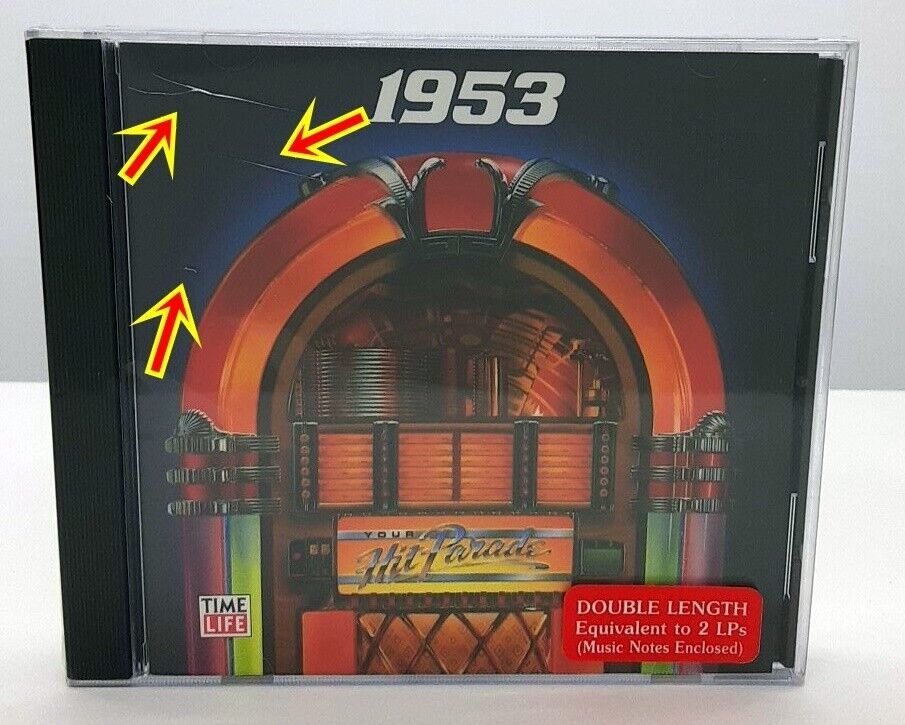 1953
YOUR
Hit Parade
TIME
LIFE
DOUBLE LENGTH
Equivalent to 2 LPs
(Music Notes Enclosed)